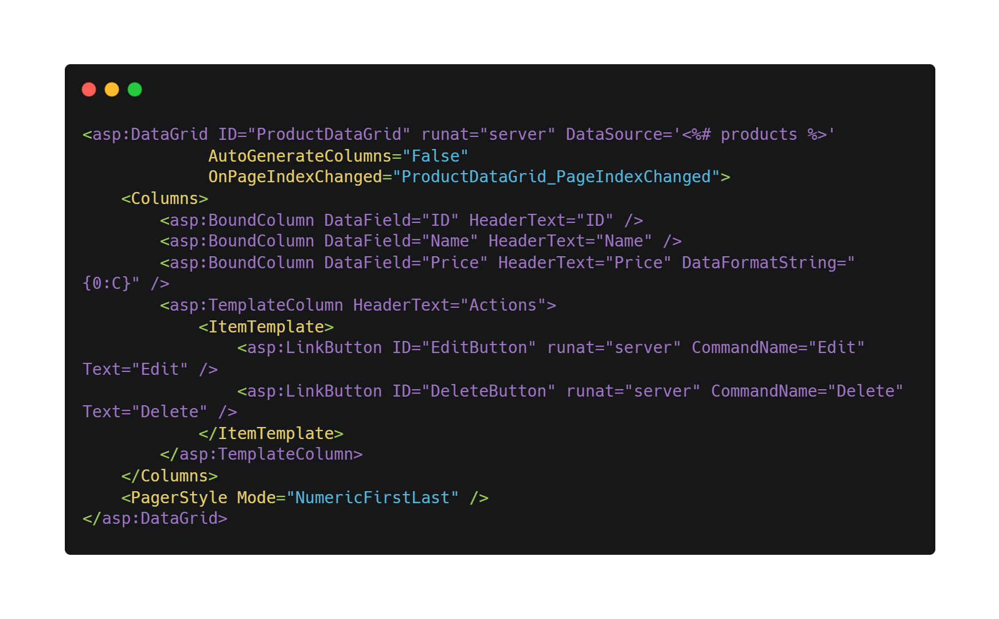 <asp:DataGrid ID="ProductDataGrid" runat="server" DataSource='<%# products %>'
             AutoGenerateColumns="False"
             OnPageIndexChanged="ProductDataGrid_PageIndexChanged">
    <Columns>
        <asp:BoundColumn DataField="ID" HeaderText="ID" />
        <asp:BoundColumn DataField="Name" HeaderText="Name" />
        <asp:BoundColumn DataField="Price" HeaderText="Price" DataFormatString="
{0:C}" />
        <asp:TemplateColumn HeaderText="Actions">
            <ItemTemplate>
                <asp:LinkButton ID="EditButton" runat="server" CommandName="Edit"
Text="Edit" />
                <asp:LinkButton ID="DeleteButton" runat="server" CommandName="Delete"
Text="Delete" />
            </ItemTemplate>
        </asp:TemplateColumn>
    </Columns>
    <PagerStyle Mode="NumericFirstLast" />
</asp:DataGrid>